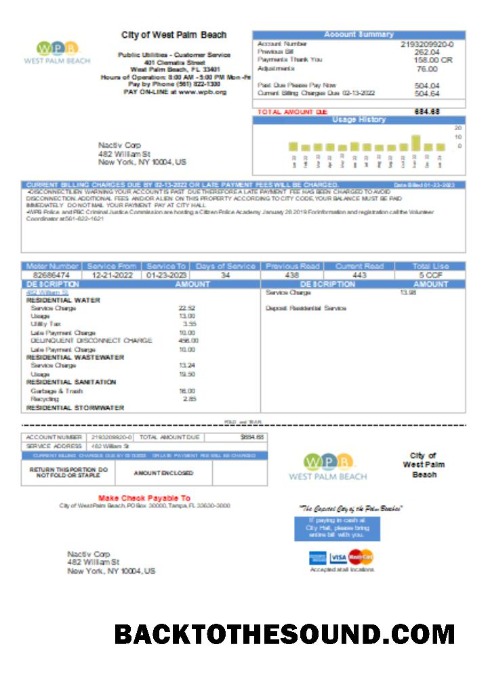 City of West Palm Beach
WPB
WEST PALM BEACH
Public Utilities - Customer Service
401 Clematis Street
West Palm Beach, FL 33401
Hours of Operation: 8:00 AM - 5:00 PM Mon-Fri
Pay by Phone (561) 822-1300
PAY ON-LINE at www.wpb.org
Account Summary
Account Number 2193209920-0
Previous Bill 262.04
Payments Thank You 158.00 CR
Adjustments 76.00
Past Due Please Pay Now 504.04
Current Billing Charges Due 02-13-2022 504.64
TOTAL AMOUNT DUE 684.68
Usage History
20
10
0
Nactiv Corp
482 William St
New York, NY 10004, US
CURRENT BILLING CHARGES DUE BY 02-13-2022 OR LATE PAYMENT FEES WILL BE CHARGED. Date Billed 01-23-2023
DISCONNECT/LIEN WARNING YOUR ACCOUNT IS PAST DUE THEREFORE A LATE PAYMENT FEE HAS BEEN CHARGED TO AVOID
DISCONNECTION, ADDITIONAL FEES AND/OR A LIEN ON THIS PROPERTY ACCORDING TO CITY CODE, YOUR BALANCE MUST BE PAID
IMMEDIATELY DO NOT MAIL YOUR PAYMENT PAY AT CITY HALL
WPB Police and PBC Criminal Justice Commission are hosting a Citizen Police Academy January 28 2019 For information and registration call the Volunteer
Coordinator at 561-822-1621
Meter Number Service From Service To Days of Service Previous Read Current Read Total Use
82686474 12-21-2022 01-23-2023 34 438 443 5 CCF
DESCRIPTION AMOUNT DESCRIPTION AMOUNT
482 William St Service Charge 13.98
RESIDENTIAL WATER
Service Charge 22.52 Deposit Residential Service
Usage 13.00
Utility Tax 3.55
Late Payment Charge 10.00
DELINQUENT DISCONNECT CHARGE 456.00
Late Payment Charge 10.00
RESIDENTIAL WASTEWATER
Service Charge 13.24
Usage 19.50
RESIDENTIAL SANITATION
Garbage & Trash 16.00
Recycling 2.85
RESIDENTIAL STORMWATER
FOLD and TEAR
ACCOUNT NUMBER 2193209920-0 TOTAL AMOUNT DUE $684.68
SERVICE ADDRESS 482 William St
RETURN THIS PORTION DO
NOT FOLD OR STAPLE
AMOUNT ENCLOSED
WPB
WEST PALM BEACH
City of
West Palm
Beach
Make Check Payable To
City of West Palm Beach, PO Box 30000, Tampa, FL 33630-3000
"The Capital City of the Palm Beaches"
If paying in cash at
City Hall, please bring
entire bill with you.
VISA
MasterCard
Accepted at all locations
Nactiv Corp
482 William St
New York, NY 10004, US
BACKTOTHESOUND.COM